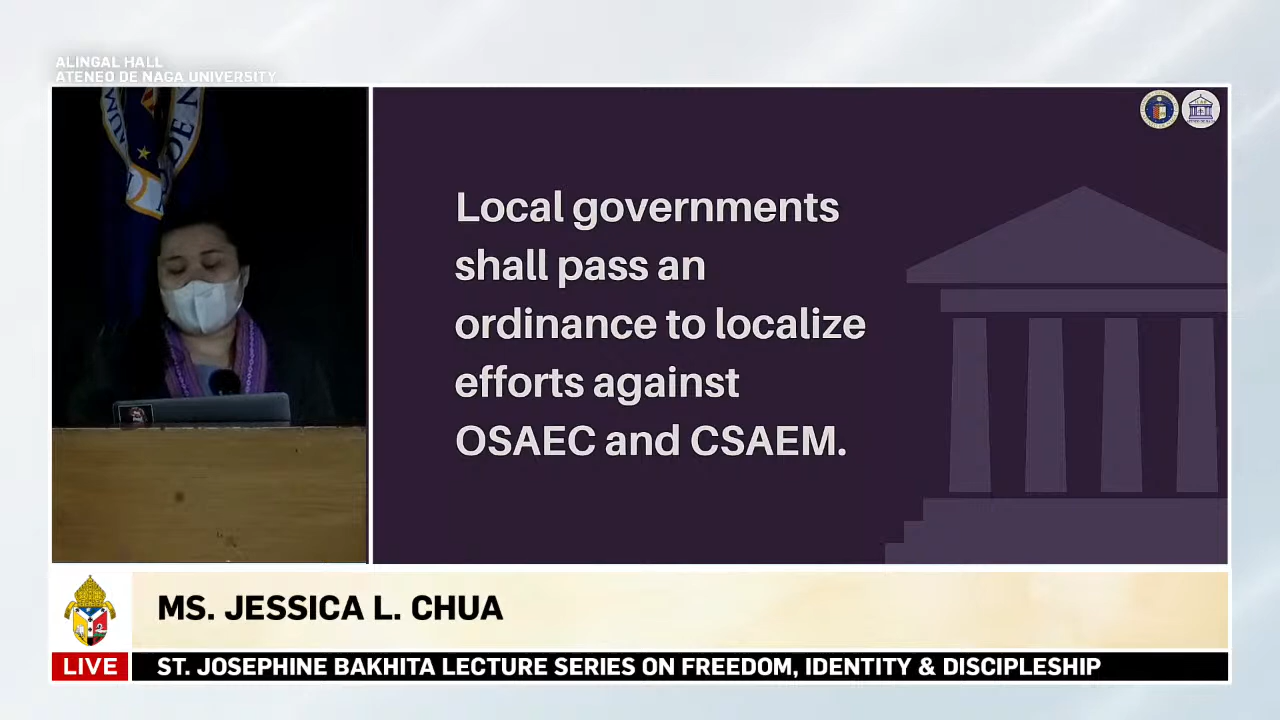 ALINGAL HALL
ATENEO DE NAGA UNIVERSITY
Local governments
shall pass an
ordinance to localize
efforts against
OSAEC and CSAEM.
MS. JESSICA L. CHUA
LIVE ST. JOSEPHINE BAKHITA LECTURE SERIES ON FREEDOM, IDENTITY & DISCIPLESHIP